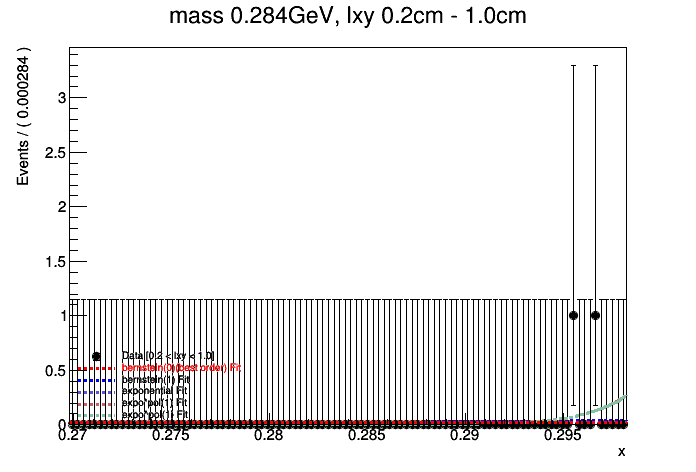 mass 0.284GeV, lxy 0.2cm - 1.0cm
Events / ( 0.000284 )
3
2.5
2
1.5
1
0.5
0
Data [0.2 < lxy < 1.0]
bernstein(0)(best order) Fit
bernstein(1) Fit
exponential Fit
expo*pol(1) Fit
expo*pol(1) Fit
0.27 0.275 0.28 0.285 0.29 0.295
x